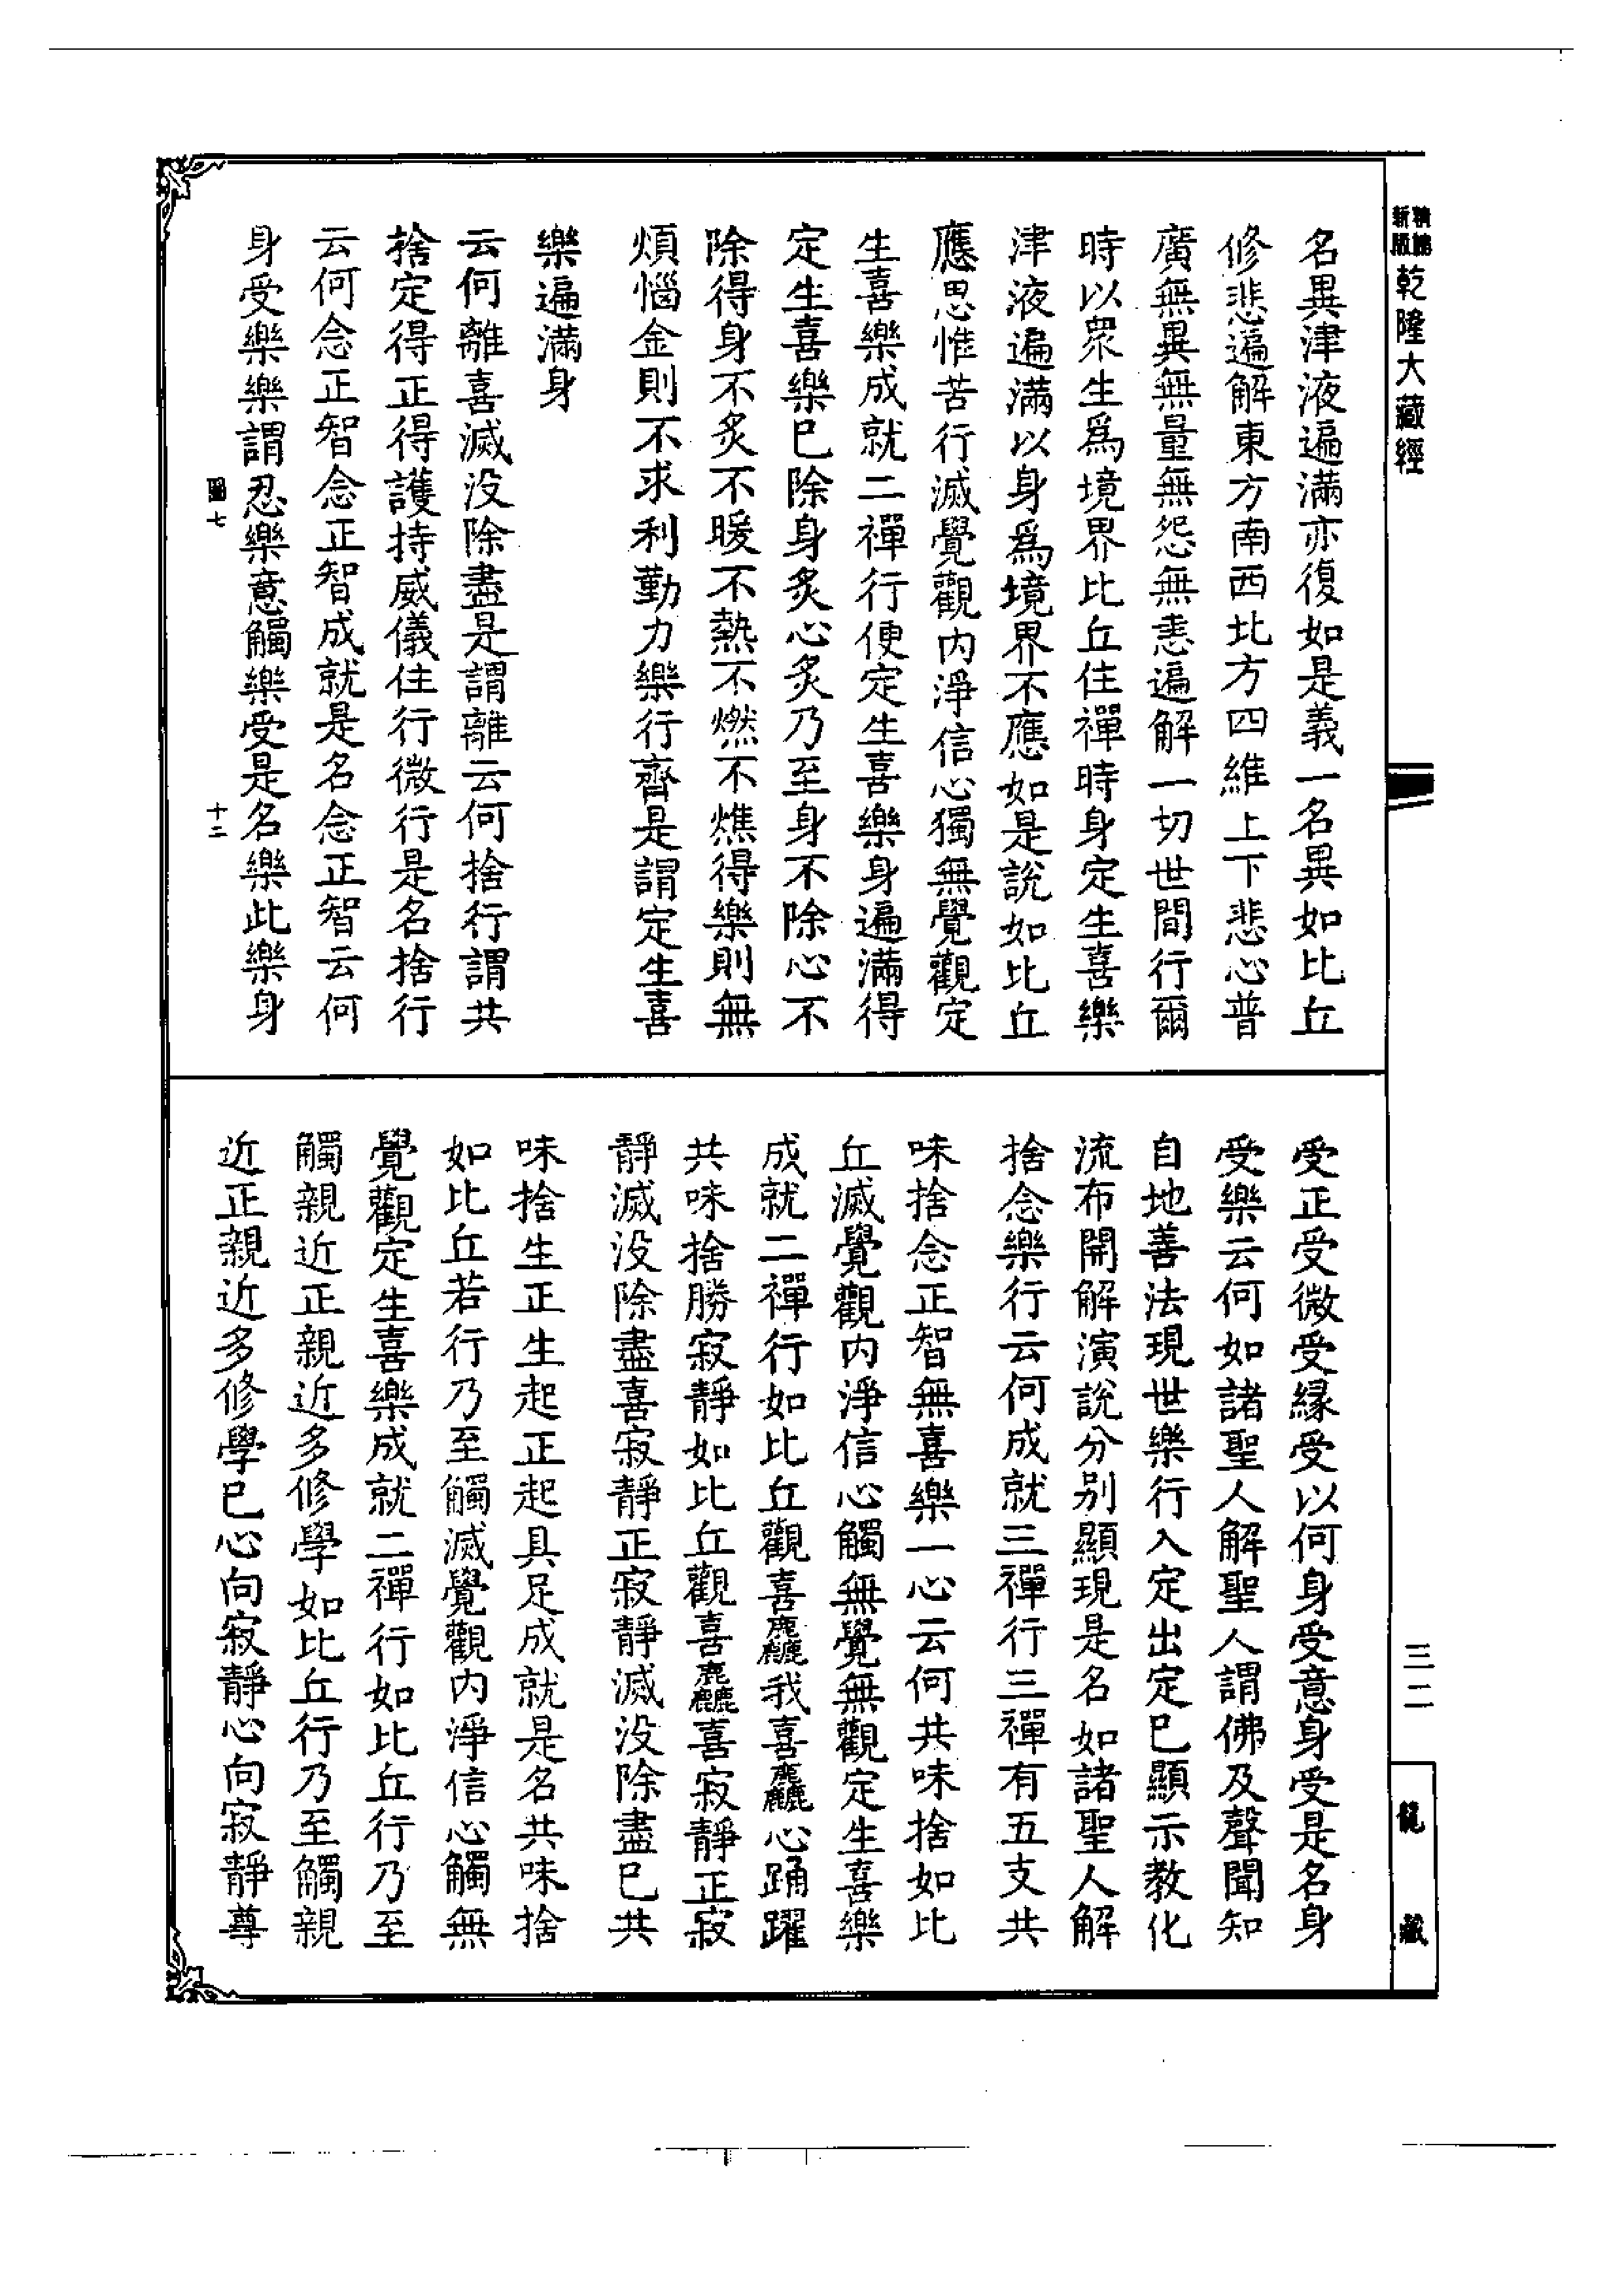 新版精縮乾隆大藏經
三二
龍藏
名異津液遍滿亦復如是義一名異如比丘
修悲遍解東方南西北方四維上下悲心普
廣無異無量無怨無恚遍解一切世間行爾
時以眾生爲境界比丘住禪時身定生喜樂
津液遍滿以身爲境界不應如是說如比丘
應思惟苦行滅覺觀内淨信心獨無覺觀定
生喜樂成就二禪行便定生喜樂身遍滿得
定生喜樂已除身炙心炙乃至身不除心不
除得身不炙不暖不熱不燃不燋得樂則無
煩惱金則不求利勤力樂行齊是謂定生喜
樂遍滿身
云何離喜滅没除盡是謂離云何捨行謂共
捨定得正得護持威儀住行微行是名捨行
云何念正智念正智成就是名念正智云何
身受樂樂謂忍樂意觸樂受是名樂此樂身
圖七
十二
受正受微受緣受以何身受意身受是名身
受樂云何如諸聖人解聖人謂佛及聲聞知
自地善法現世樂行入定出定已顯示教化
流布開解演說分別顯現是名如諸聖人解
捨念樂行云何成就三禪行三禪有五支共
味捨念正智無喜樂一心云何共味捨如比
丘滅覺觀内淨信心觸無覺無觀定生喜樂
成就二禪行如比丘觀喜麤我喜麤心踊躍
共味捨勝寂靜如比丘觀喜麤喜寂靜正寂
靜滅没除盡喜寂靜正寂靜滅没除盡已共
味捨生正生起正起具足成就是名共味捨
如比丘若行乃至觸滅覺觀内淨信心觸無
覺觀定生喜樂成就二禪行如比丘行乃至
觸親近正親近多修學如比丘行乃至觸親
近正親近多修學已心向寂靜心向寂靜尊